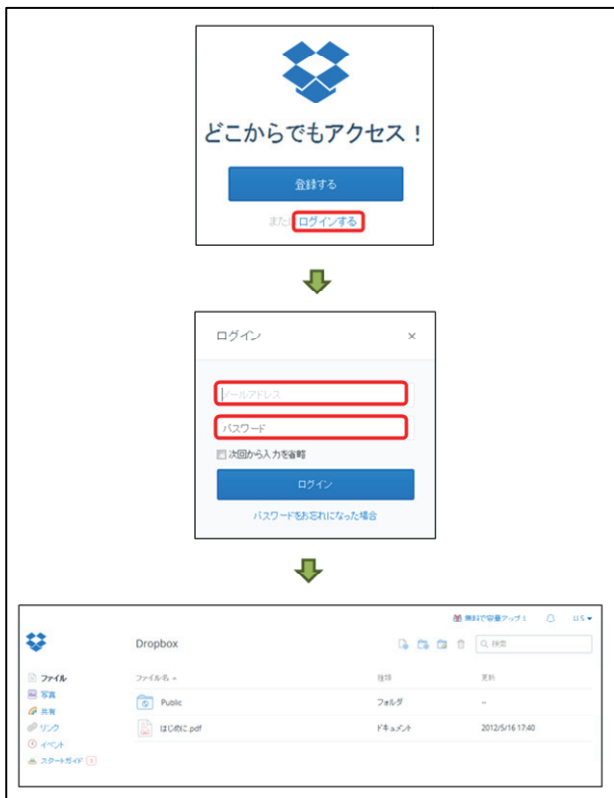 どこからでもアクセス！
登録する
または ログインする
ログイン ×
メールアドレス
パスワード
次回から入力を省略
ログイン
パスワードをお忘れになった場合
無料で容量アップ！ U S
Dropbox 検索
ファイル ファイル名 種類 更新
写真 Public フォルダ --
共有
リンク はじめに.pdf ドキュメント 2012/5/16 17:40
イベント
スタートガイド